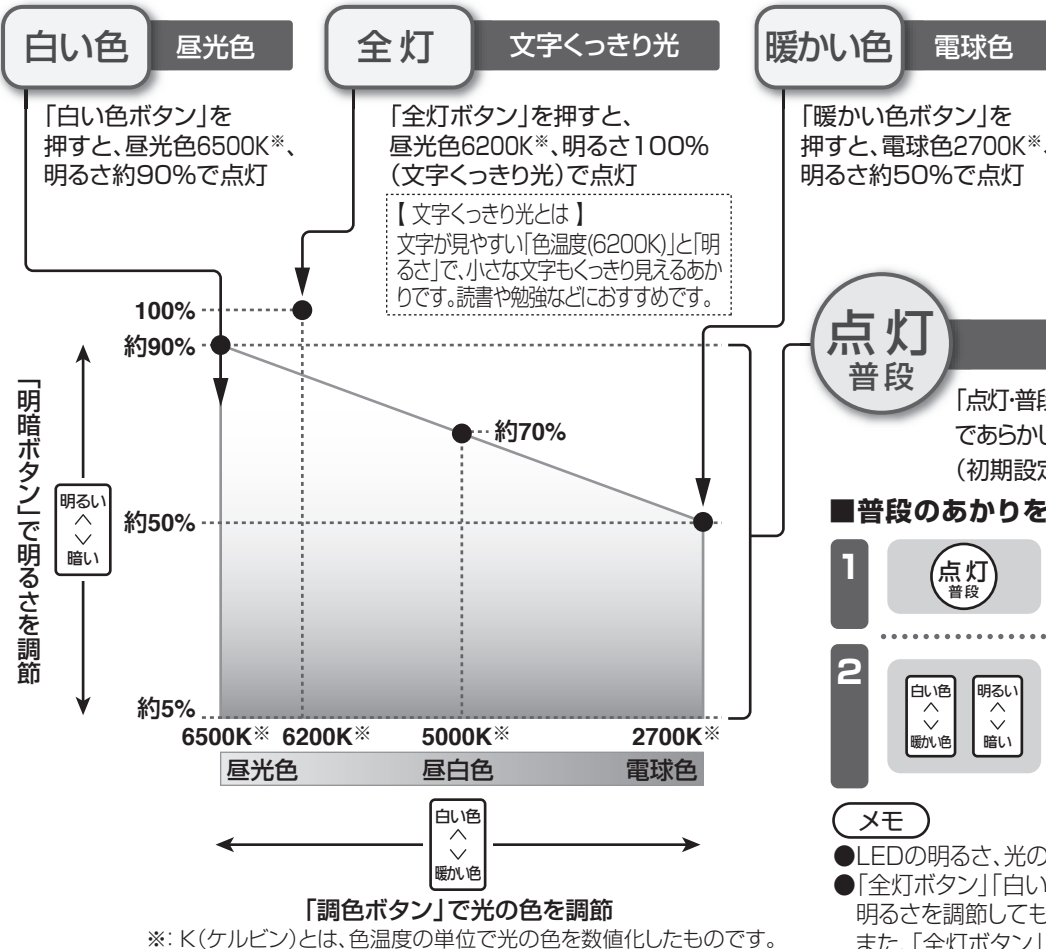 白い色 昼光色
「白い色ボタン」を
押すと、昼光色6500K※、
明るさ約90%で点灯
全灯 文字くっきり光
「全灯ボタン」を押すと、
昼光色6200K※、明るさ100%
（文字くっきり光）で点灯
【 文字くっきり光とは 】
文字が見やすい「色温度(6200K)」と「明
るさ」で、小さな文字もくっきり見えるあか
りです。読書や勉強などにおすすめです。
暖かい色 電球色
「暖かい色ボタン」を
押すと、電球色2700K※、
明るさ約50%で点灯
100%
約90%
約70%
約50%
約5%
「明暗ボタン」で明るさを調節
明るい
暗い
6500K※ 6200K※ 5000K※ 2700K※
昼光色 昼白色 電球色
白い色
暖かい色
「調色ボタン」で光の色を調節
※: K（ケルビン）とは、色温度の単位で光の色を数値化したものです。
点灯
普段
「点灯・普段
であらかじ
（初期設定
■普段のあかりを
1
点灯
普段
2
白い色 明るい
暖かい色 暗い
メモ
●LEDの明るさ、光の
●「全灯ボタン」「白い
明るさを調節しても
また、「全灯ボタン」